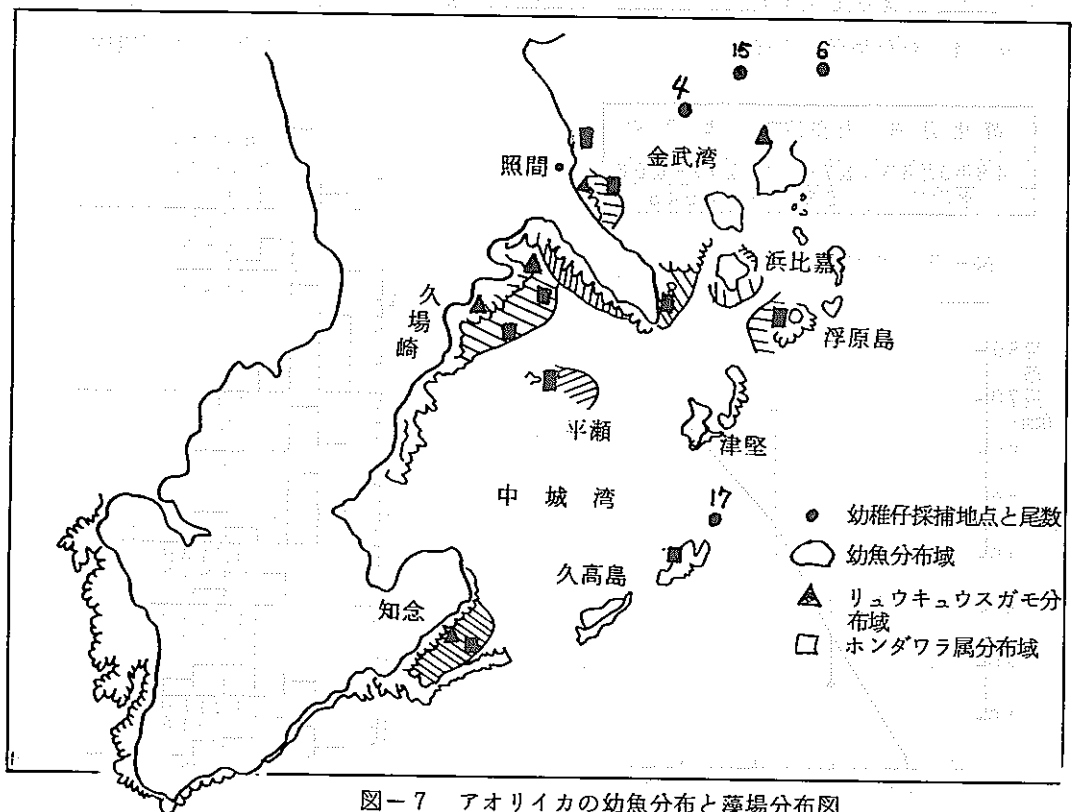 15
6
4
金武湾
照間
浜比嘉
久場崎
浮原島
平瀬
津堅
中城湾
17
久高島
知念
幼稚仔採捕地点と尾数
幼魚分布域
リュウキュウスガモ分
布域
ホンダワラ属分布域
図-7 アオリイカの幼魚分布と藻場分布図